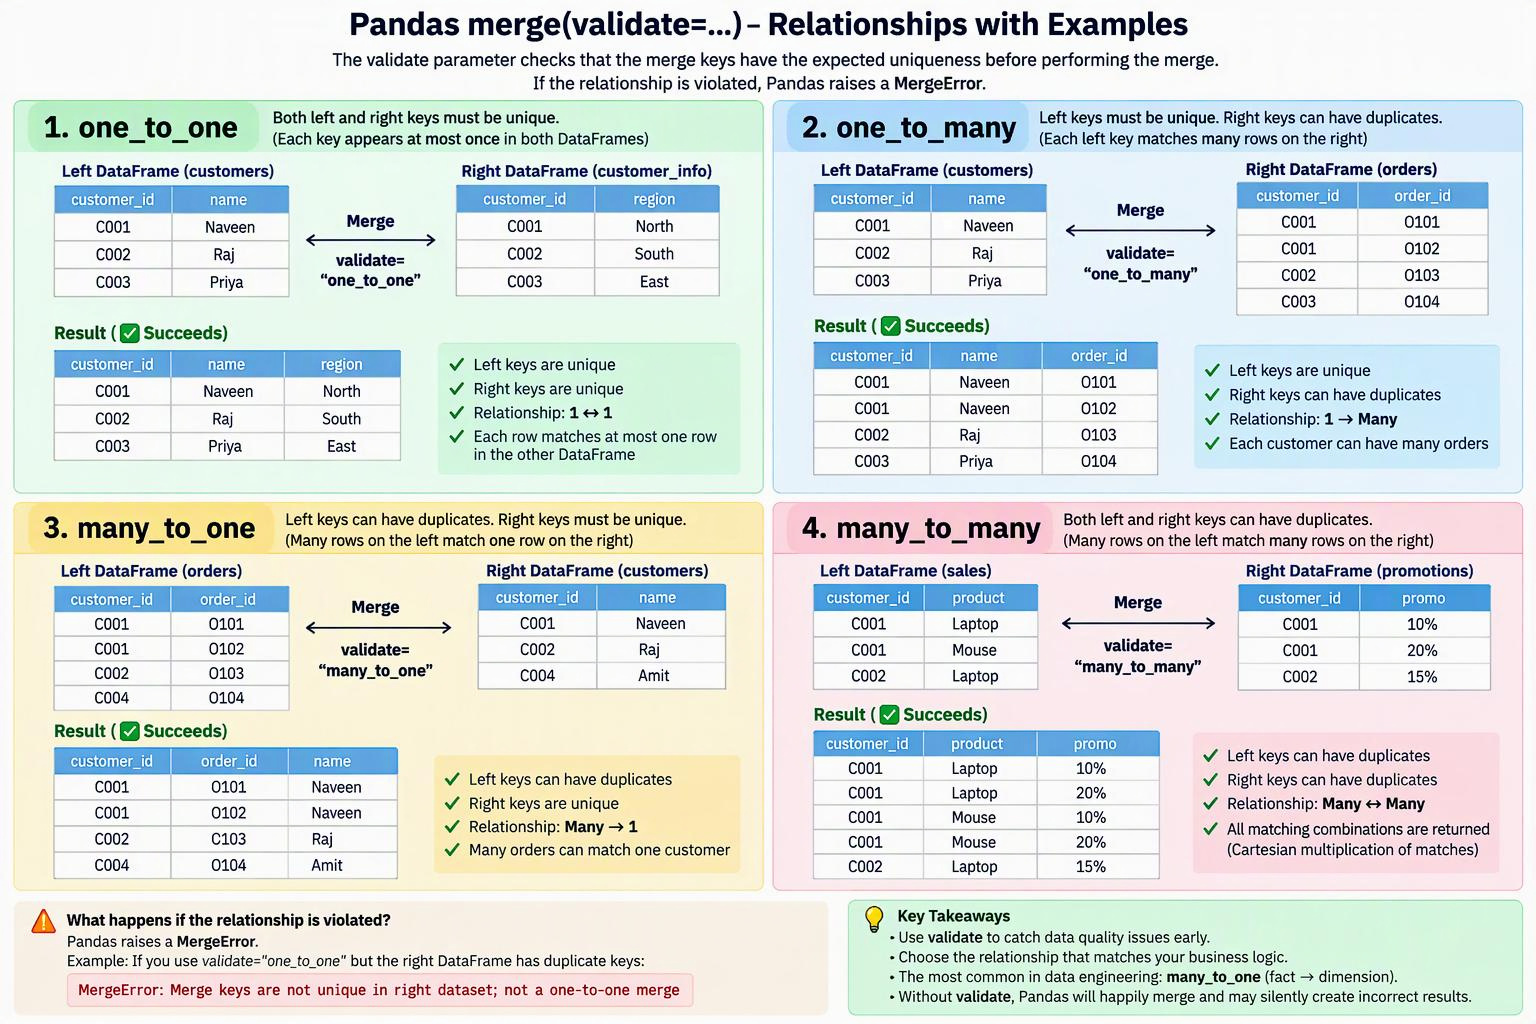 Pandas merge(validate=...) – Relationships with Examples
The validate parameter checks that the merge keys have the expected uniqueness before performing the merge.
If the relationship is violated, Pandas raises a MergeError.
1. one_to_one
Both left and right keys must be unique.
(Each key appears at most once in both DataFrames)
Left DataFrame (customers)
customer_id name
C001 Naveen
C002 Raj
C003 Priya
Merge
validate=
“one_to_one”
Right DataFrame (customer_info)
customer_id region
C001 North
C002 South
C003 East
Result ( ✅ Succeeds)
customer_id name region
C001 Naveen North
C002 Raj South
C003 Priya East
✓ Left keys are unique
✓ Right keys are unique
✓ Relationship: 1 ↔ 1
✓ Each row matches at most one row
in the other DataFrame
2. one_to_many
Left keys must be unique. Right keys can have duplicates.
(Each left key matches many rows on the right)
Left DataFrame (customers)
customer_id name
C001 Naveen
C002 Raj
C003 Priya
Merge
validate=
“one_to_many”
Right DataFrame (orders)
customer_id order_id
C001 O101
C001 O102
C002 O103
C003 O104
Result ( ✅ Succeeds)
customer_id name order_id
C001 Naveen O101
C001 Naveen O102
C002 Raj O103
C003 Priya O104
✓ Left keys are unique
✓ Right keys can have duplicates
✓ Relationship: 1 → Many
✓ Each customer can have many orders
3. many_to_one
Left keys can have duplicates. Right keys must be unique.
(Many rows on the left match one row on the right)
Left DataFrame (orders)
customer_id order_id
C001 O101
C001 O102
C002 O103
C004 O104
Merge
validate=
“many_to_one”
Right DataFrame (customers)
customer_id name
C001 Naveen
C002 Raj
C004 Amit
Result ( ✅ Succeeds)
customer_id order_id name
C001 O101 Naveen
C001 O102 Naveen
C002 C103 Raj
C004 O104 Amit
✓ Left keys can have duplicates
✓ Right keys are unique
✓ Relationship: Many → 1
✓ Many orders can match one customer
4. many_to_many
Both left and right keys can have duplicates.
(Many rows on the left match many rows on the right)
Left DataFrame (sales)
customer_id product
C001 Laptop
C001 Mouse
C002 Laptop
Merge
validate=
“many_to_many”
Right DataFrame (promotions)
customer_id promo
C001 10%
C001 20%
C002 15%
Result ( ✅ Succeeds)
customer_id product promo
C001 Laptop 10%
C001 Laptop 20%
C001 Mouse 10%
C001 Mouse 20%
C002 Laptop 15%
✓ Left keys can have duplicates
✓ Right keys can have duplicates
✓ Relationship: Many ↔ Many
✓ All matching combinations are returned
(Cartesian multiplication of matches)
What happens if the relationship is violated?
Pandas raises a MergeError.
Example: If you use validate="one_to_one" but the right DataFrame has duplicate keys:
MergeError: Merge keys are not unique in right dataset; not a one-to-one merge
Key Takeaways
• Use validate to catch data quality issues early.
• Choose the relationship that matches your business logic.
• The most common in data engineering: many_to_one (fact → dimension).
• Without validate, Pandas will happily merge and may silently create incorrect results.